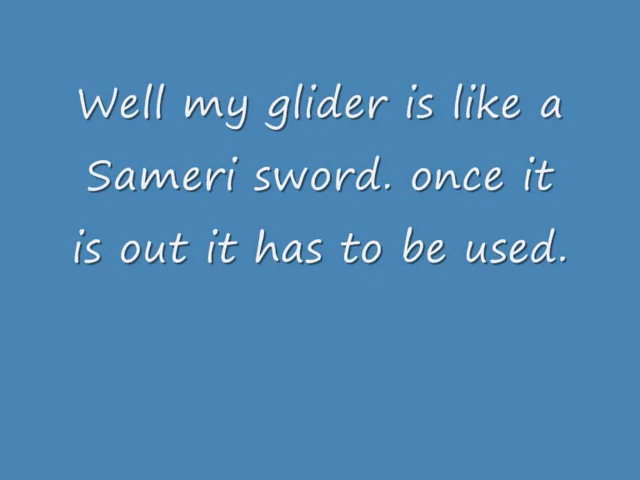 Well my glider is like a
Sameri sword. once it
is out it has to be used.